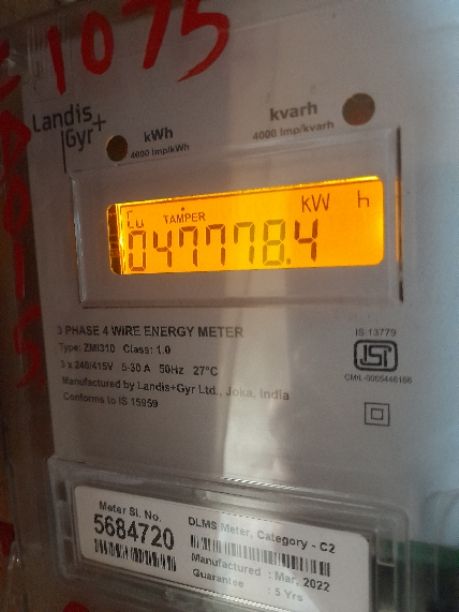 1075
Landis+
Gyr
kWh
4000 Imp/kWh
kvarh
4000 Imp/kvarh
TAMPER
KW h
047778.4
3 PHASE 4 WIRE ENERGY METER
Type: ZMI310 Class: 1.0
3 x 240/415V 5-30 A 50Hz 27°C
Manufactured by Landis+Gyr Ltd., Joka, India
Conforms to IS 15959
IS 13779
ISI
Meter Sl. No.
5684720
DLMS Meter, Category - C2
Manufactured : Mar, 2022
Guarantee : 5 Yrs